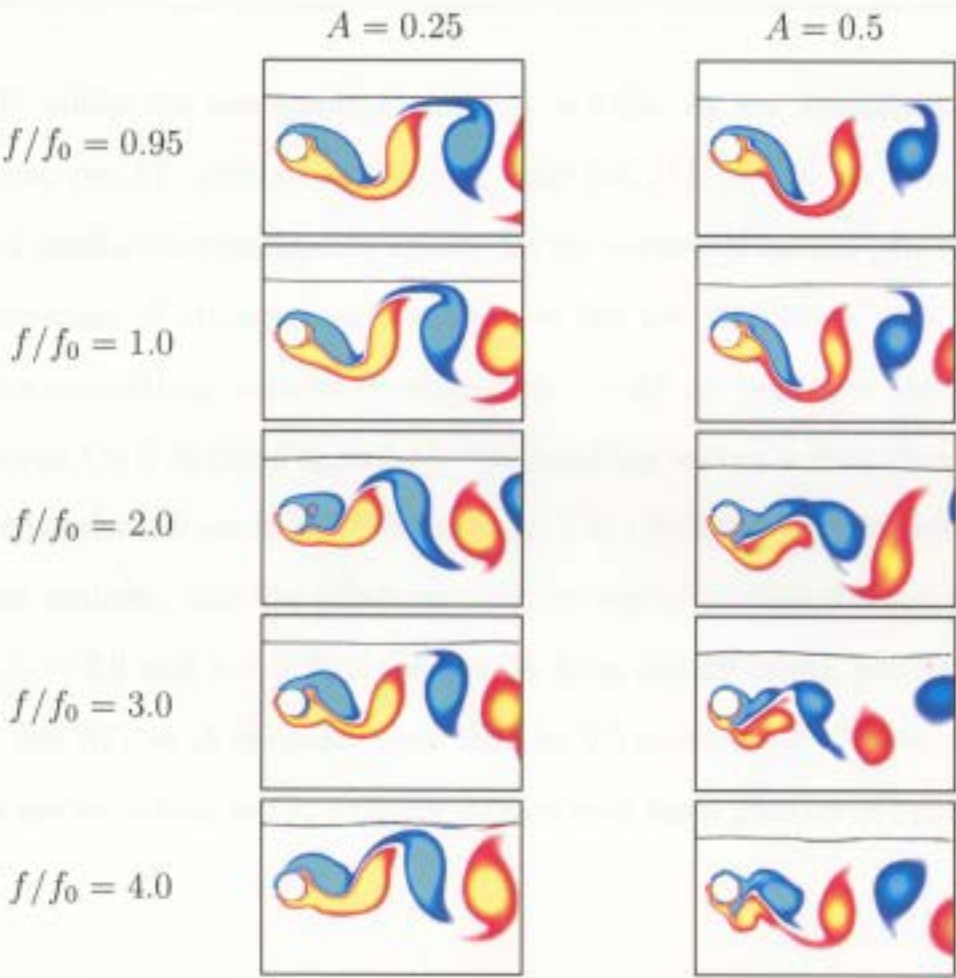 A = 0.25 A = 0.5
f/f₀ = 0.95
f/f₀ = 1.0
f/f₀ = 2.0
f/f₀ = 3.0
f/f₀ = 4.0